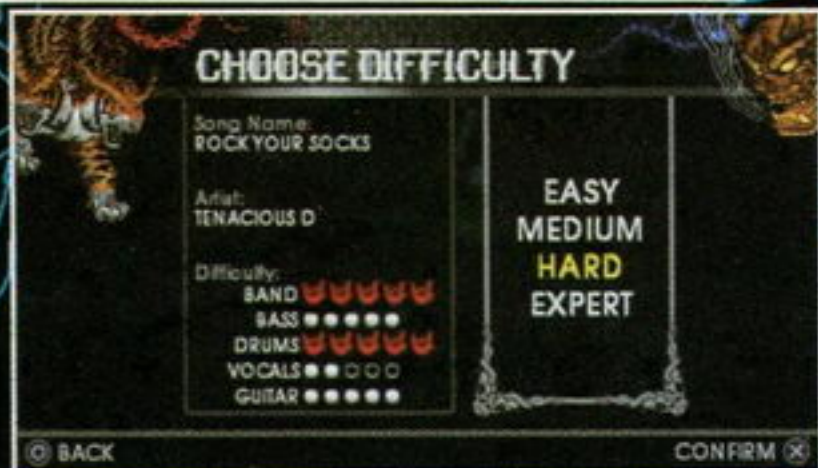 CHOOSE DIFFICULTY
Song Name:
ROCK YOUR SOCKS
Artist:
TENACIOUS D
Difficulty:
BAND
BASS
DRUMS
VOCALS
GUITAR
EASY
MEDIUM
HARD
EXPERT
BACK
CONFIRM